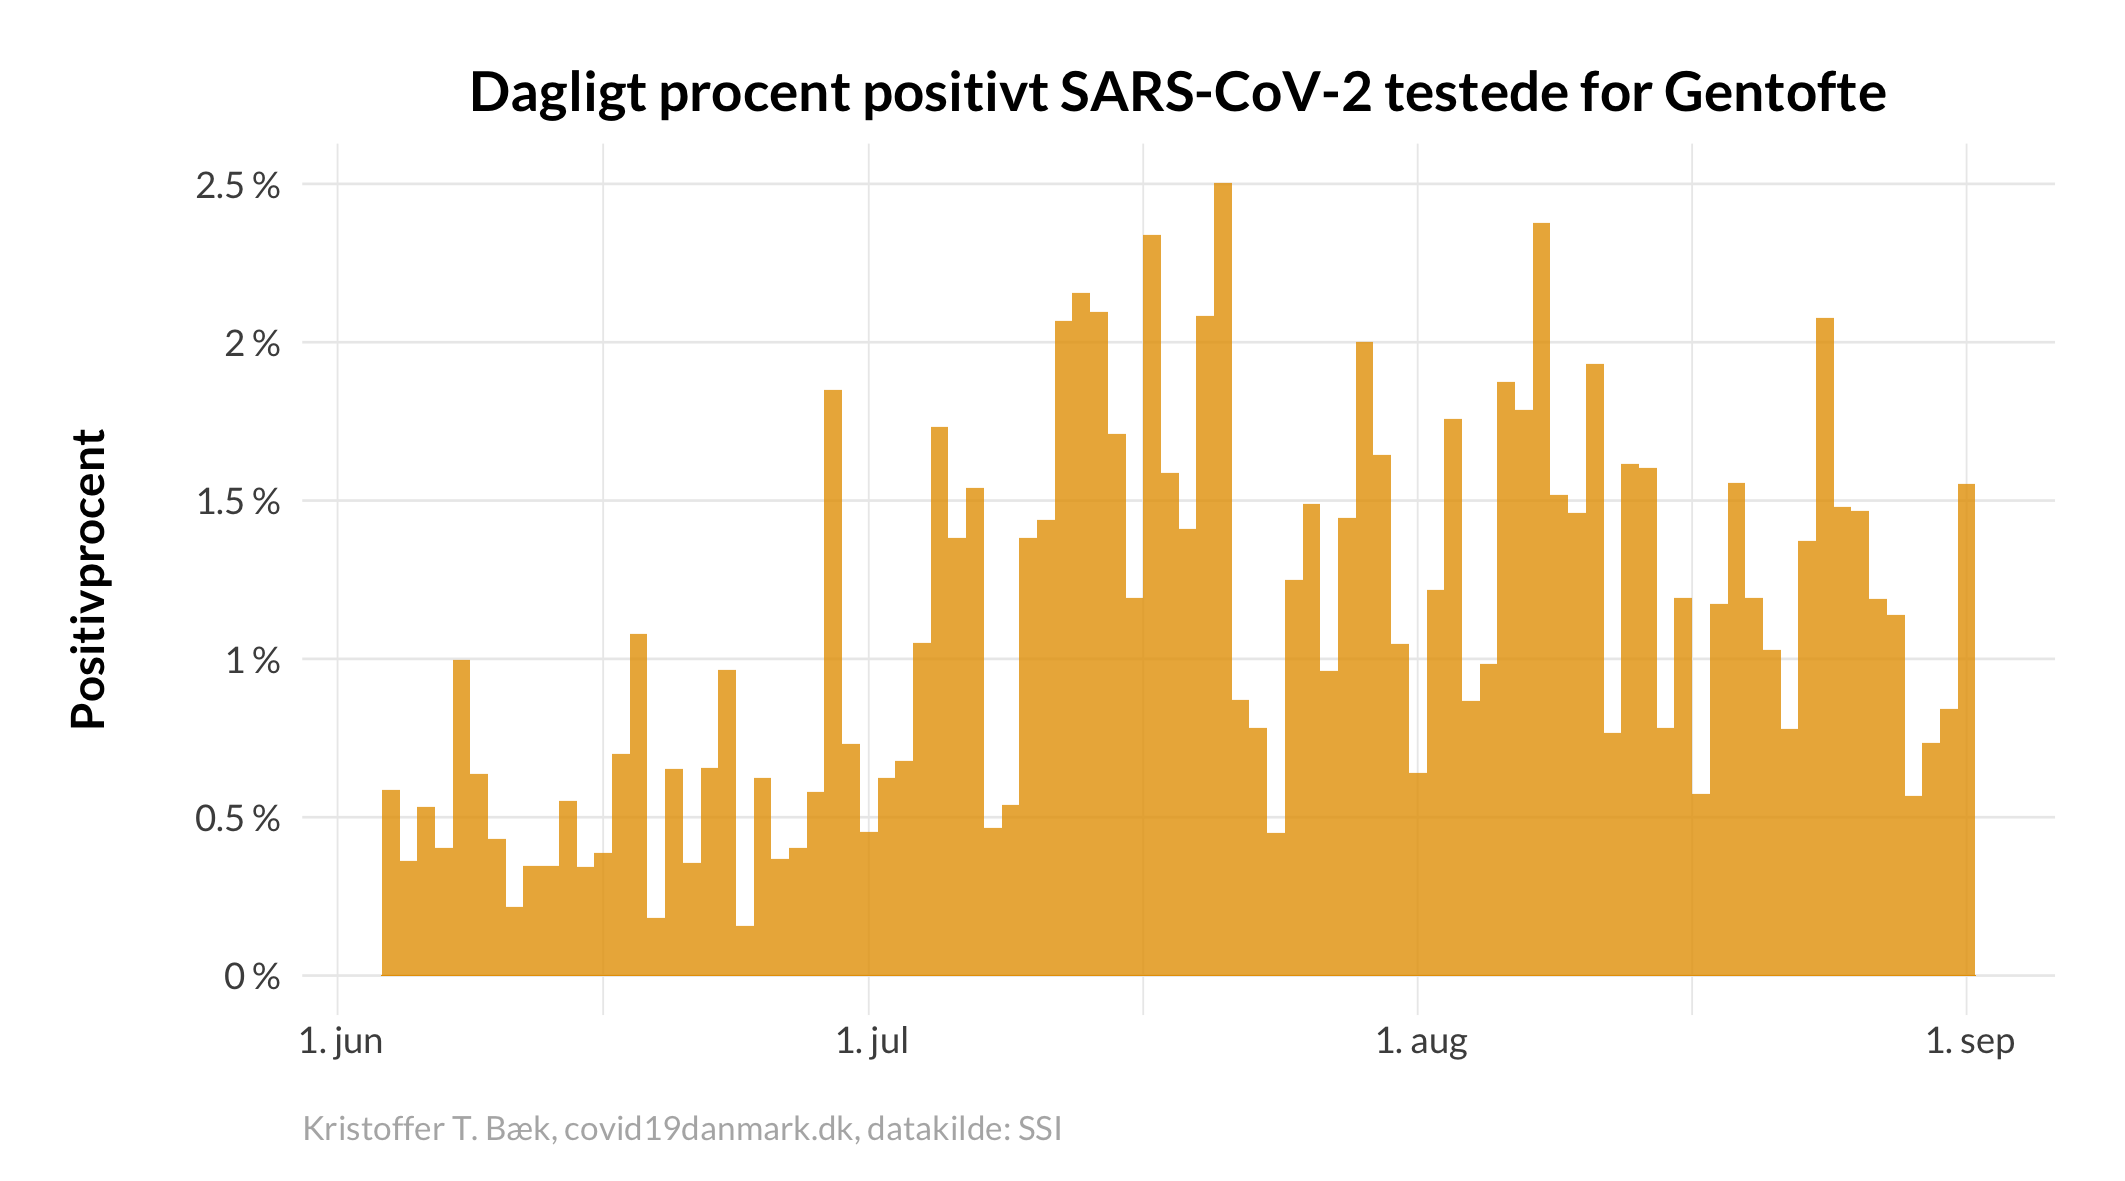 Dagligt procent positivt SARS-CoV-2 testede for Gentofte
Positivprocent
2.5 %
2 %
1.5 %
1 %
0.5 %
0 %
1. jun
1. jul
1. aug
1. sep
Kristoffer T. Bæk, covid19danmark.dk, datakilde: SSI